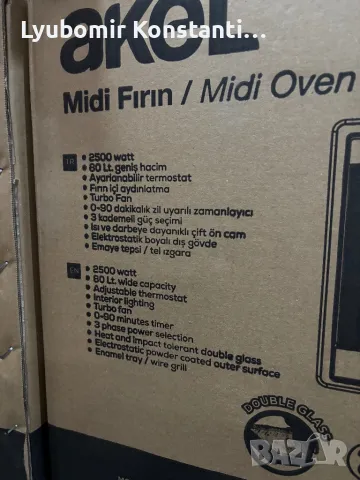 Lyubomir Konstanti...
akel
Midi Fırın / Midi Oven
TR
• 2500 watt
• 60 Lt. geniş hacim
• Ayarlanabilir termostat
• Fırın içi aydınlatma
• Turbo Fan
• 0-90 dakikalık zil uyarılı zamanlayıcı
• 3 kademeli güç seçimi
• Isı ve darbeye dayanıklı çift ön cam
• Elektrostatik boyalı dış gövde
• Emaye tepsi / tel ızgara
EN
• 2500 watt
• 60 Lt. wide capacity
• Adjustable thermostat
• Interior lighting
• Turbo fan
• 0-90 minutes timer
• 3 phase power selection
• Heat and impact tolerant double glass
• Electrostatic powder coated outer surface
• Enamel tray / wire grill
DOUBLE GLASS
BAZAR